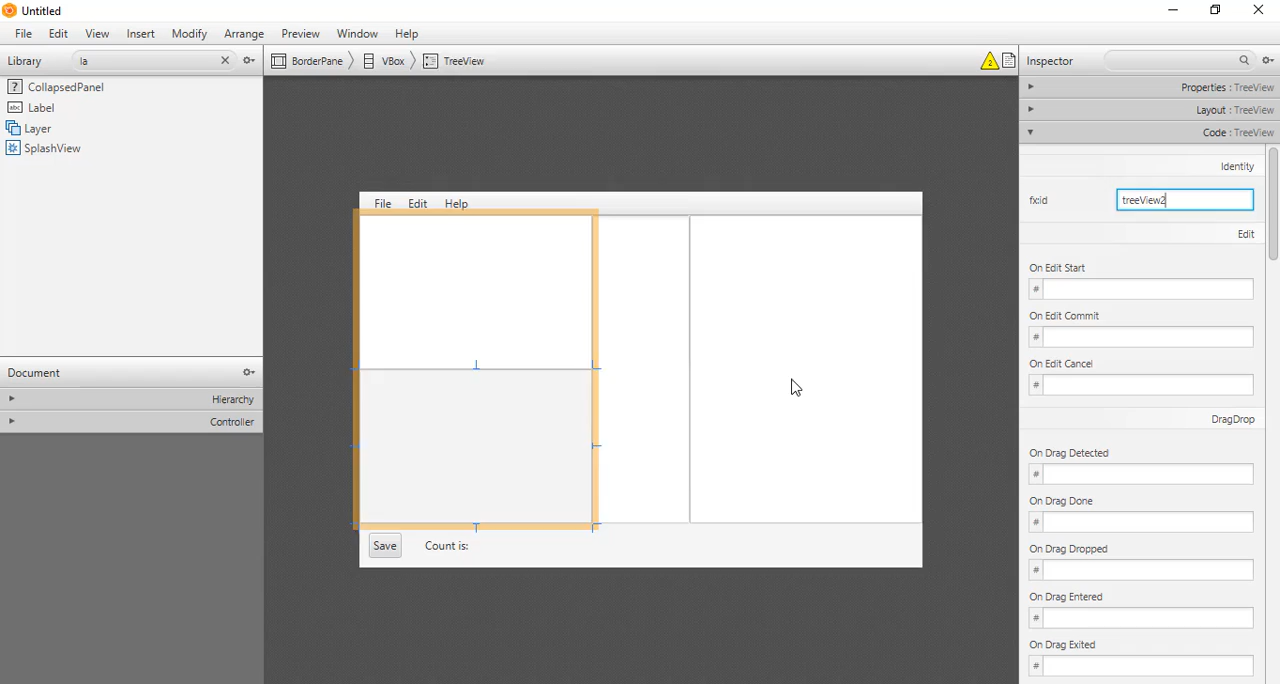 Untitled
File Edit View Insert Modify Arrange Preview Window Help
Library la
BorderPane VBox TreeView
2
Inspector
? CollapsedPanel
abc Label
Layer
SplashView
Properties : TreeView
Layout : TreeView
Code : TreeView
Identity
fx:id treeView2
Edit
On Edit Start
#
On Edit Commit
#
On Edit Cancel
#
DragDrop
On Drag Detected
#
On Drag Done
#
On Drag Dropped
#
On Drag Entered
#
On Drag Exited
#
File Edit Help
Save Count is:
Document
Hierarchy
Controller